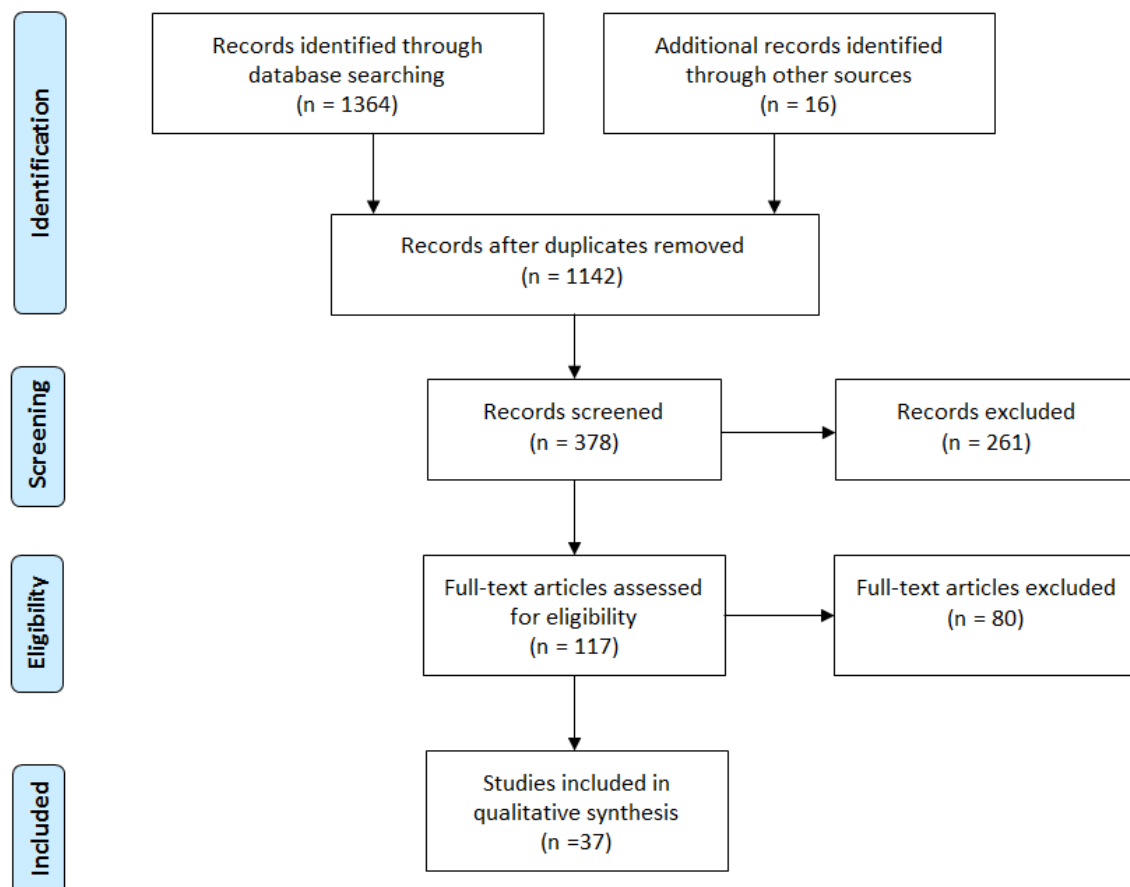 Identification
Records identified through
database searching
(n = 1364)
Additional records identified
through other sources
(n = 16)
Records after duplicates removed
(n = 1142)
Screening
Records screened
(n = 378)
Records excluded
(n = 261)
Eligibility
Full-text articles assessed
for eligibility
(n = 117)
Full-text articles excluded
(n = 80)
Included
Studies included in
qualitative synthesis
(n =37)